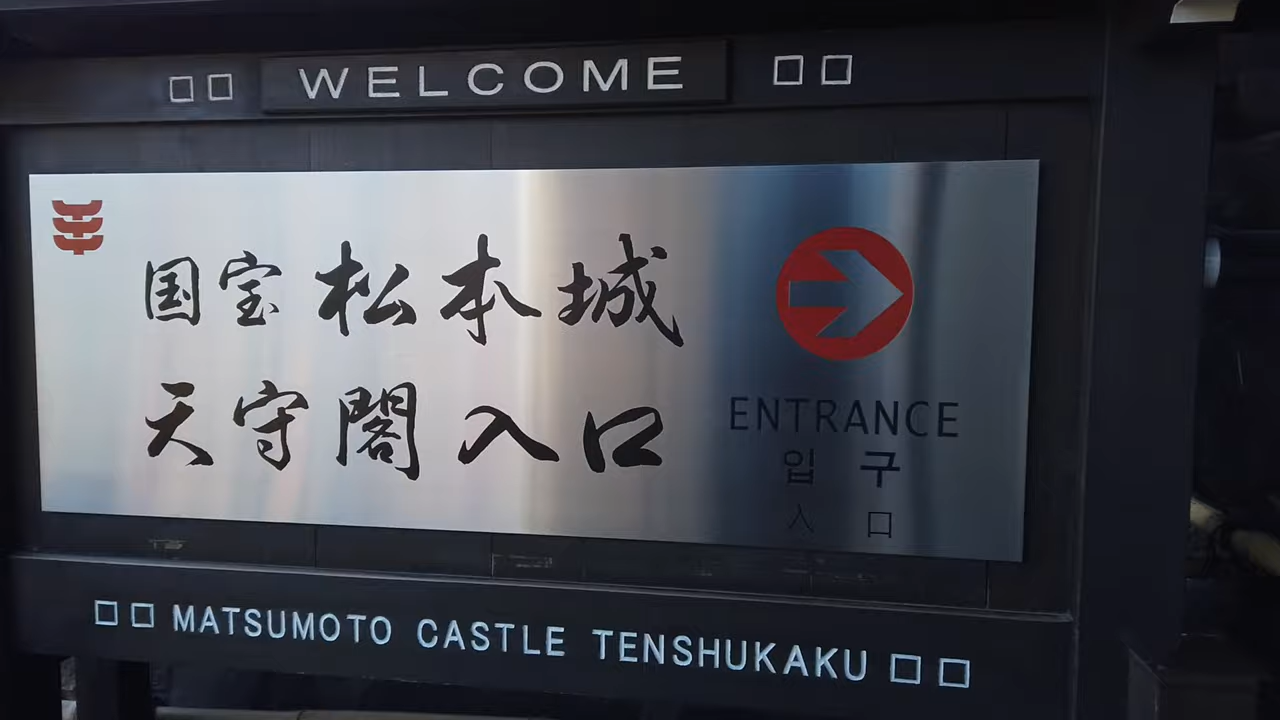 □□ WELCOME □□
国宝松本城
天守閣入口
ENTRANCE
입구
入口
□□ MATSUMOTO CASTLE TENSHUKAKU □□